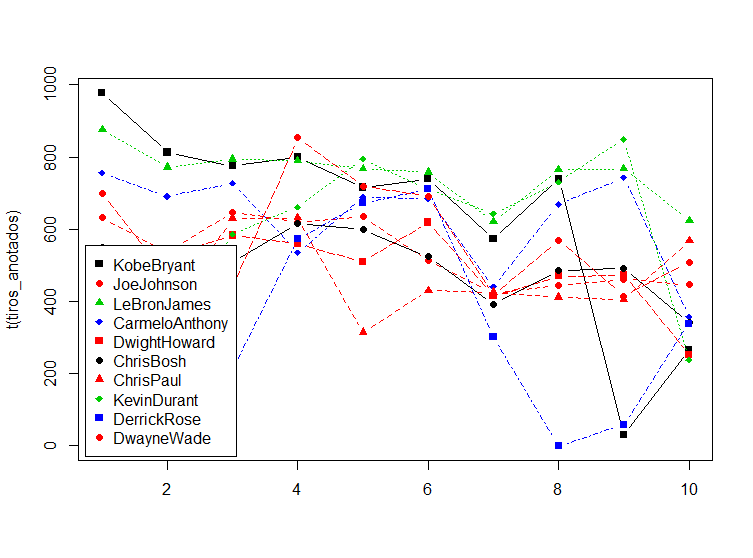 t(tiros_anotados)
1000
800
600
400
200
0
KobeBryant
JoeJohnson
LeBronJames
CarmeloAnthony
DwightHoward
ChrisBosh
ChrisPaul
KevinDurant
DerrickRose
DwayneWade
2 4 6 8 10